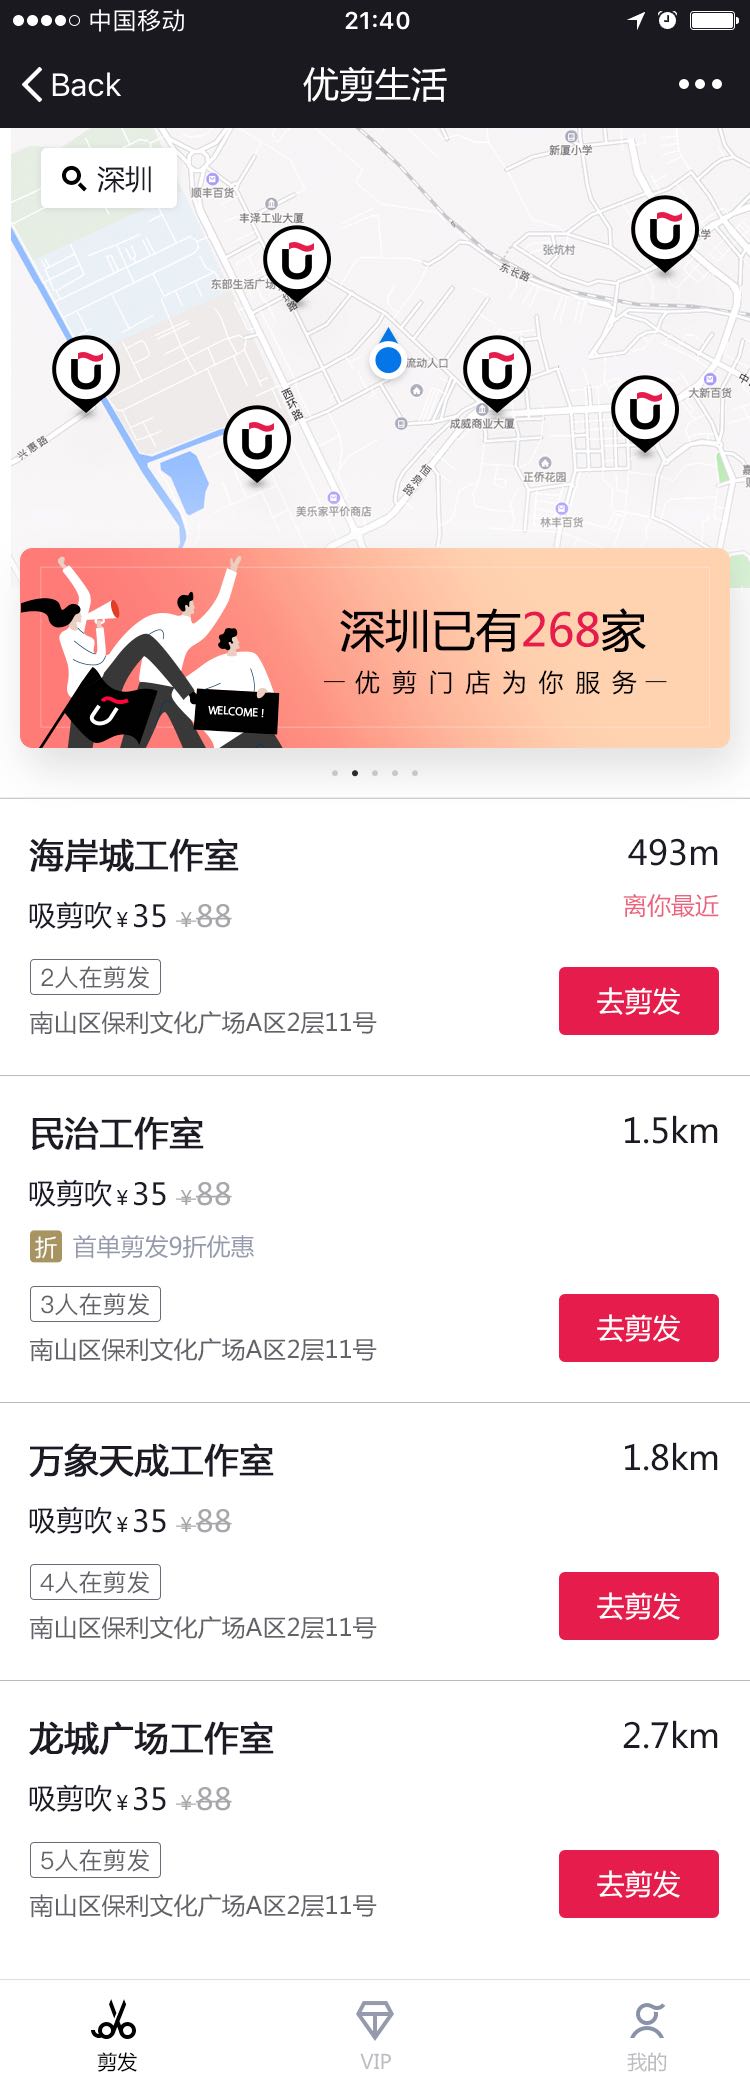 中国移动
21:40
Back
优剪生活
深圳
新厦小学
顺丰百货
丰泽工业大厦
学
张坑村
东长路
东部生活广场
流动人口
西环路
大新百货
成威商业大厦
兴惠路
恒泉路
正侨花园
美乐家平价商店
林丰百货
深圳已有268家
优剪门店为你服务
WELCOME !
海岸城工作室
493m
吸剪吹¥35 ¥88
离你最近
2人在剪发
去剪发
南山区保利文化广场A区2层11号
民治工作室
1.5km
吸剪吹¥35 ¥88
折 首单剪发9折优惠
3人在剪发
去剪发
南山区保利文化广场A区2层11号
万象天成工作室
1.8km
吸剪吹¥35 ¥88
4人在剪发
去剪发
南山区保利文化广场A区2层11号
龙城广场工作室
2.7km
吸剪吹¥35 ¥88
5人在剪发
去剪发
南山区保利文化广场A区2层11号
剪发
VIP
我的